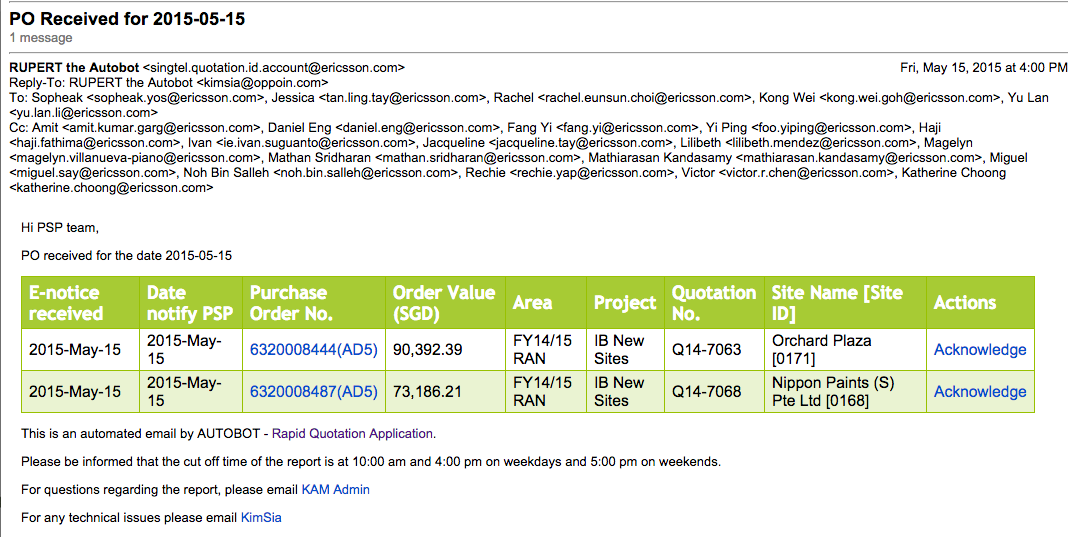 PO Received for 2015-05-15
1 message
RUPERT the Autobot <singtel.quotation.id.account@ericsson.com> Fri, May 15, 2015 at 4:00 PM
Reply-To: RUPERT the Autobot <kimsia@oppoin.com>
To: Sopheak <sopheak.yos@ericsson.com>, Jessica <tan.ling.tay@ericsson.com>, Rachel <rachel.eunsun.choi@ericsson.com>, Kong Wei <kong.wei.goh@ericsson.com>, Yu Lan
<yu.lan.li@ericsson.com>
Cc: Amit <amit.kumar.garg@ericsson.com>, Daniel Eng <daniel.eng@ericsson.com>, Fang Yi <fang.yi@ericsson.com>, Yi Ping <foo.yiping@ericsson.com>, Haji
<haji.fathima@ericsson.com>, Ivan <ie.ivan.suguanto@ericsson.com>, Jacqueline <jacqueline.tay@ericsson.com>, Lilibeth <lilibeth.mendez@ericsson.com>, Magelyn
<magelyn.villanueva-piano@ericsson.com>, Mathan Sridharan <mathan.sridharan@ericsson.com>, Mathiarasan Kandasamy <mathiarasan.kandasamy@ericsson.com>, Miguel
<miguel.say@ericsson.com>, Noh Bin Salleh <noh.bin.salleh@ericsson.com>, Rechie <rechie.yap@ericsson.com>, Victor <victor.r.chen@ericsson.com>, Katherine Choong
<katherine.choong@ericsson.com>
Hi PSP team,
PO received for the date 2015-05-15
E-notice Date Purchase Order Value Area Project Quotation Site Name [Site Actions
received notify PSP Order No. (SGD) No. ID]
2015-May-15 2015-May- 6320008444(AD5) 90,392.39 FY14/15 IB New Q14-7063 Orchard Plaza Acknowledge
15 RAN Sites [0171]
2015-May-15 2015-May- 6320008487(AD5) 73,186.21 FY14/15 IB New Q14-7068 Nippon Paints (S) Acknowledge
15 RAN Sites Pte Ltd [0168]
This is an automated email by AUTOBOT - Rapid Quotation Application.
Please be informed that the cut off time of the report is at 10:00 am and 4:00 pm on weekdays and 5:00 pm on weekends.
For questions regarding the report, please email KAM Admin
For any technical issues please email KimSia